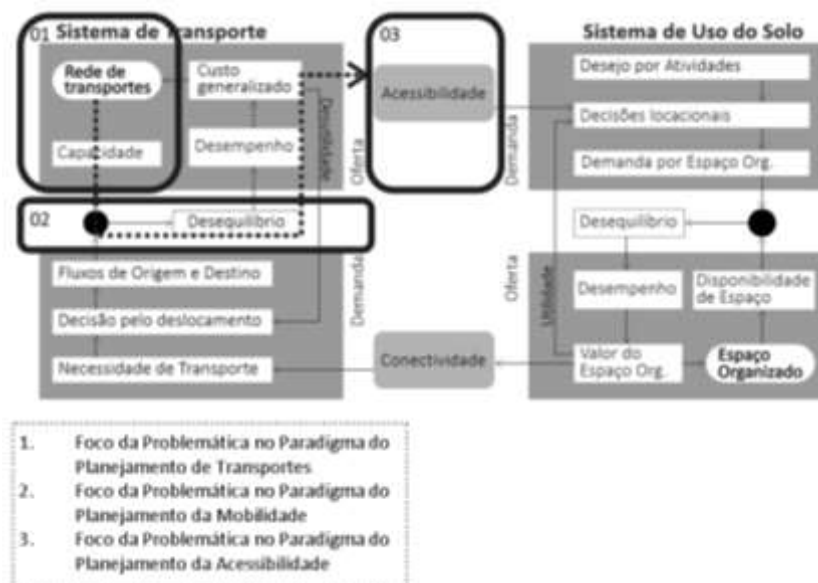 01 Sistema de Transporte
03
Sistema de Uso do Solo
Rede de
transportes
Custo
generalizado
Capacidade
Desempenho
Desutilidade
Oferta
Acessibilidade
Demanda
Desejo por Atividades
Decisões locacionais
Demanda por Espaço Org.
02
Desequilíbrio
Desequilíbrio
Fluxos de Origem e Destino
Decisão pelo deslocamento
Necessidade de Transporte
Demanda
Conectividade
Oferta
Utilidade
Desempenho
Disponibilidade
de Espaço
Valor do
Espaço Org.
Espaço
Organizado
1. Foco da Problemática no Paradigma do
Planejamento de Transportes
2. Foco da Problemática no Paradigma do
Planejamento da Mobilidade
3. Foco da Problemática no Paradigma do
Planejamento da Acessibilidade